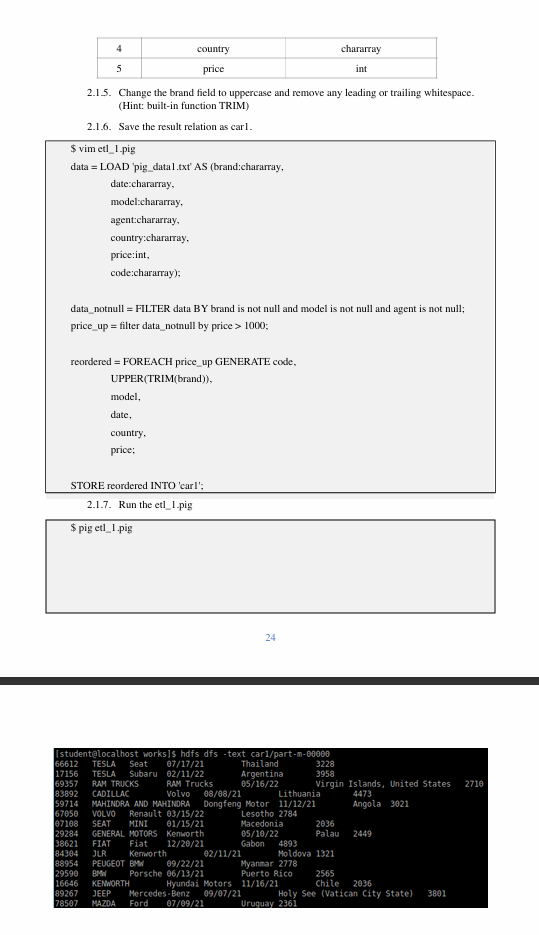 4 country chararray
5 price int
2.1.5. Change the brand field to uppercase and remove any leading or trailing whitespace.
(Hint: built-in function TRIM)
2.1.6. Save the result relation as car1.
$ vim etl_1.pig
data = LOAD 'pig_data1.txt' AS (brand:chararray,
date:chararray,
model:chararray,
agent:chararray,
country:chararray,
price:int,
code:chararray);
data_notnull = FILTER data BY brand is not null and model is not null and agent is not null;
price_up = filter data_notnull by price > 1000;
reordered = FOREACH price_up GENERATE code,
UPPER(TRIM(brand)),
model,
date,
country,
price;
STORE reordered INTO 'car1';
2.1.7. Run the etl_1.pig
$ pig etl_1.pig
24
[student@localhost works]$ hdfs dfs -text car1/part-m-00000
66612 TESLA Seat 07/17/21 Thailand 3228
17156 TESLA Subaru 02/11/22 Argentina 3958
69357 RAM TRUCKS RAM Trucks 05/16/22 Virgin Islands, United States 2710
83892 CADILLAC Volvo 08/08/21 Lithuania 4473
59714 MAHINDRA AND MAHINDRA Dongfeng Motor 11/12/21 Angola 3021
67050 VOLVO Renault 03/15/22 Lesotho 2784
07108 SEAT MINI 01/15/21 Macedonia 2036
29284 GENERAL MOTORS Kenworth 05/10/22 Palau 2449
38621 FIAT Fiat 12/20/21 Gabon 4893
84304 JLR Kenworth 02/11/21 Moldova 1321
88954 PEUGEOT BMW 09/22/21 Myanmar 2778
29590 BMW Porsche 06/13/21 Puerto Rico 2565
16646 KENWORTH Hyundai Motors 11/16/21 Chile 2036
89267 JEEP Mercedes-Benz 09/07/21 Holy See (Vatican City State) 3801
78507 MAZDA Ford 07/09/21 Uruguay 2361